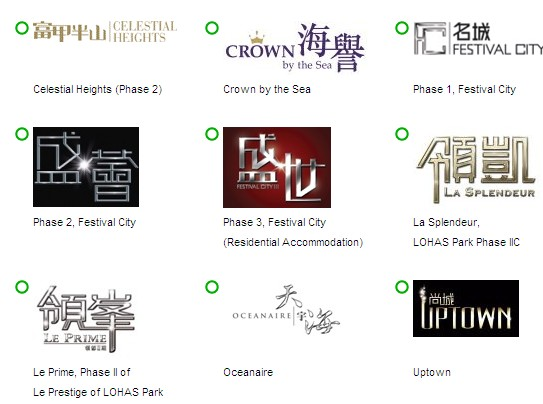 富甲半山 CELESTIAL
HEIGHTS
Celestial Heights (Phase 2)
CROWN by the Sea 海譽
Crown by the Sea
名城
FESTIVAL CITY
Phase 1, Festival City
盛薈
Phase 2, Festival City
盛世
FESTIVAL CITY III
Phase 3, Festival City
(Residential Accommodation)
領凱
LA SPLENDEUR
La Splendeur,
LOHAS Park Phase IIC
領峯
LE PRIME
Le Prime, Phase II of
Le Prestige of LOHAS Park
OCEANAIRE 天宇海
Oceanaire
尚城
UPTOWN
Uptown